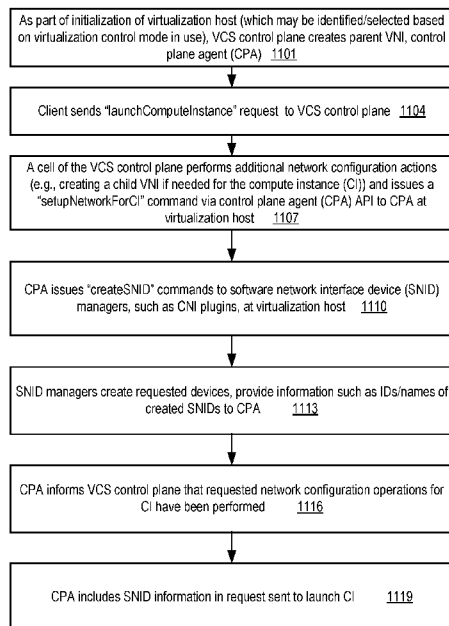 As part of initialization of virtualization host (which may be identified/selected based
on virtualization control mode in use), VCS control plane creates parent VNI, control
plane agent (CPA) 1101
Client sends “launchComputeInstance” request to VCS control plane 1104
A cell of the VCS control plane performs additional network configuration actions
(e.g., creating a child VNI if needed for the compute instance (CI)) and issues a
“setupNetworkForCI” command via control plane agent (CPA) API to CPA at
virtualization host 1107
CPA issues “createSNID” commands to software network interface device (SNID)
managers, such as CNI plugins, at virtualization host 1110
SNID managers create requested devices, provide information such as IDs/names of
created SNIDs to CPA 1113
CPA informs VCS control plane that requested network configuration operations for
CI have been performed 1116
CPA includes SNID information in request sent to launch CI 1119